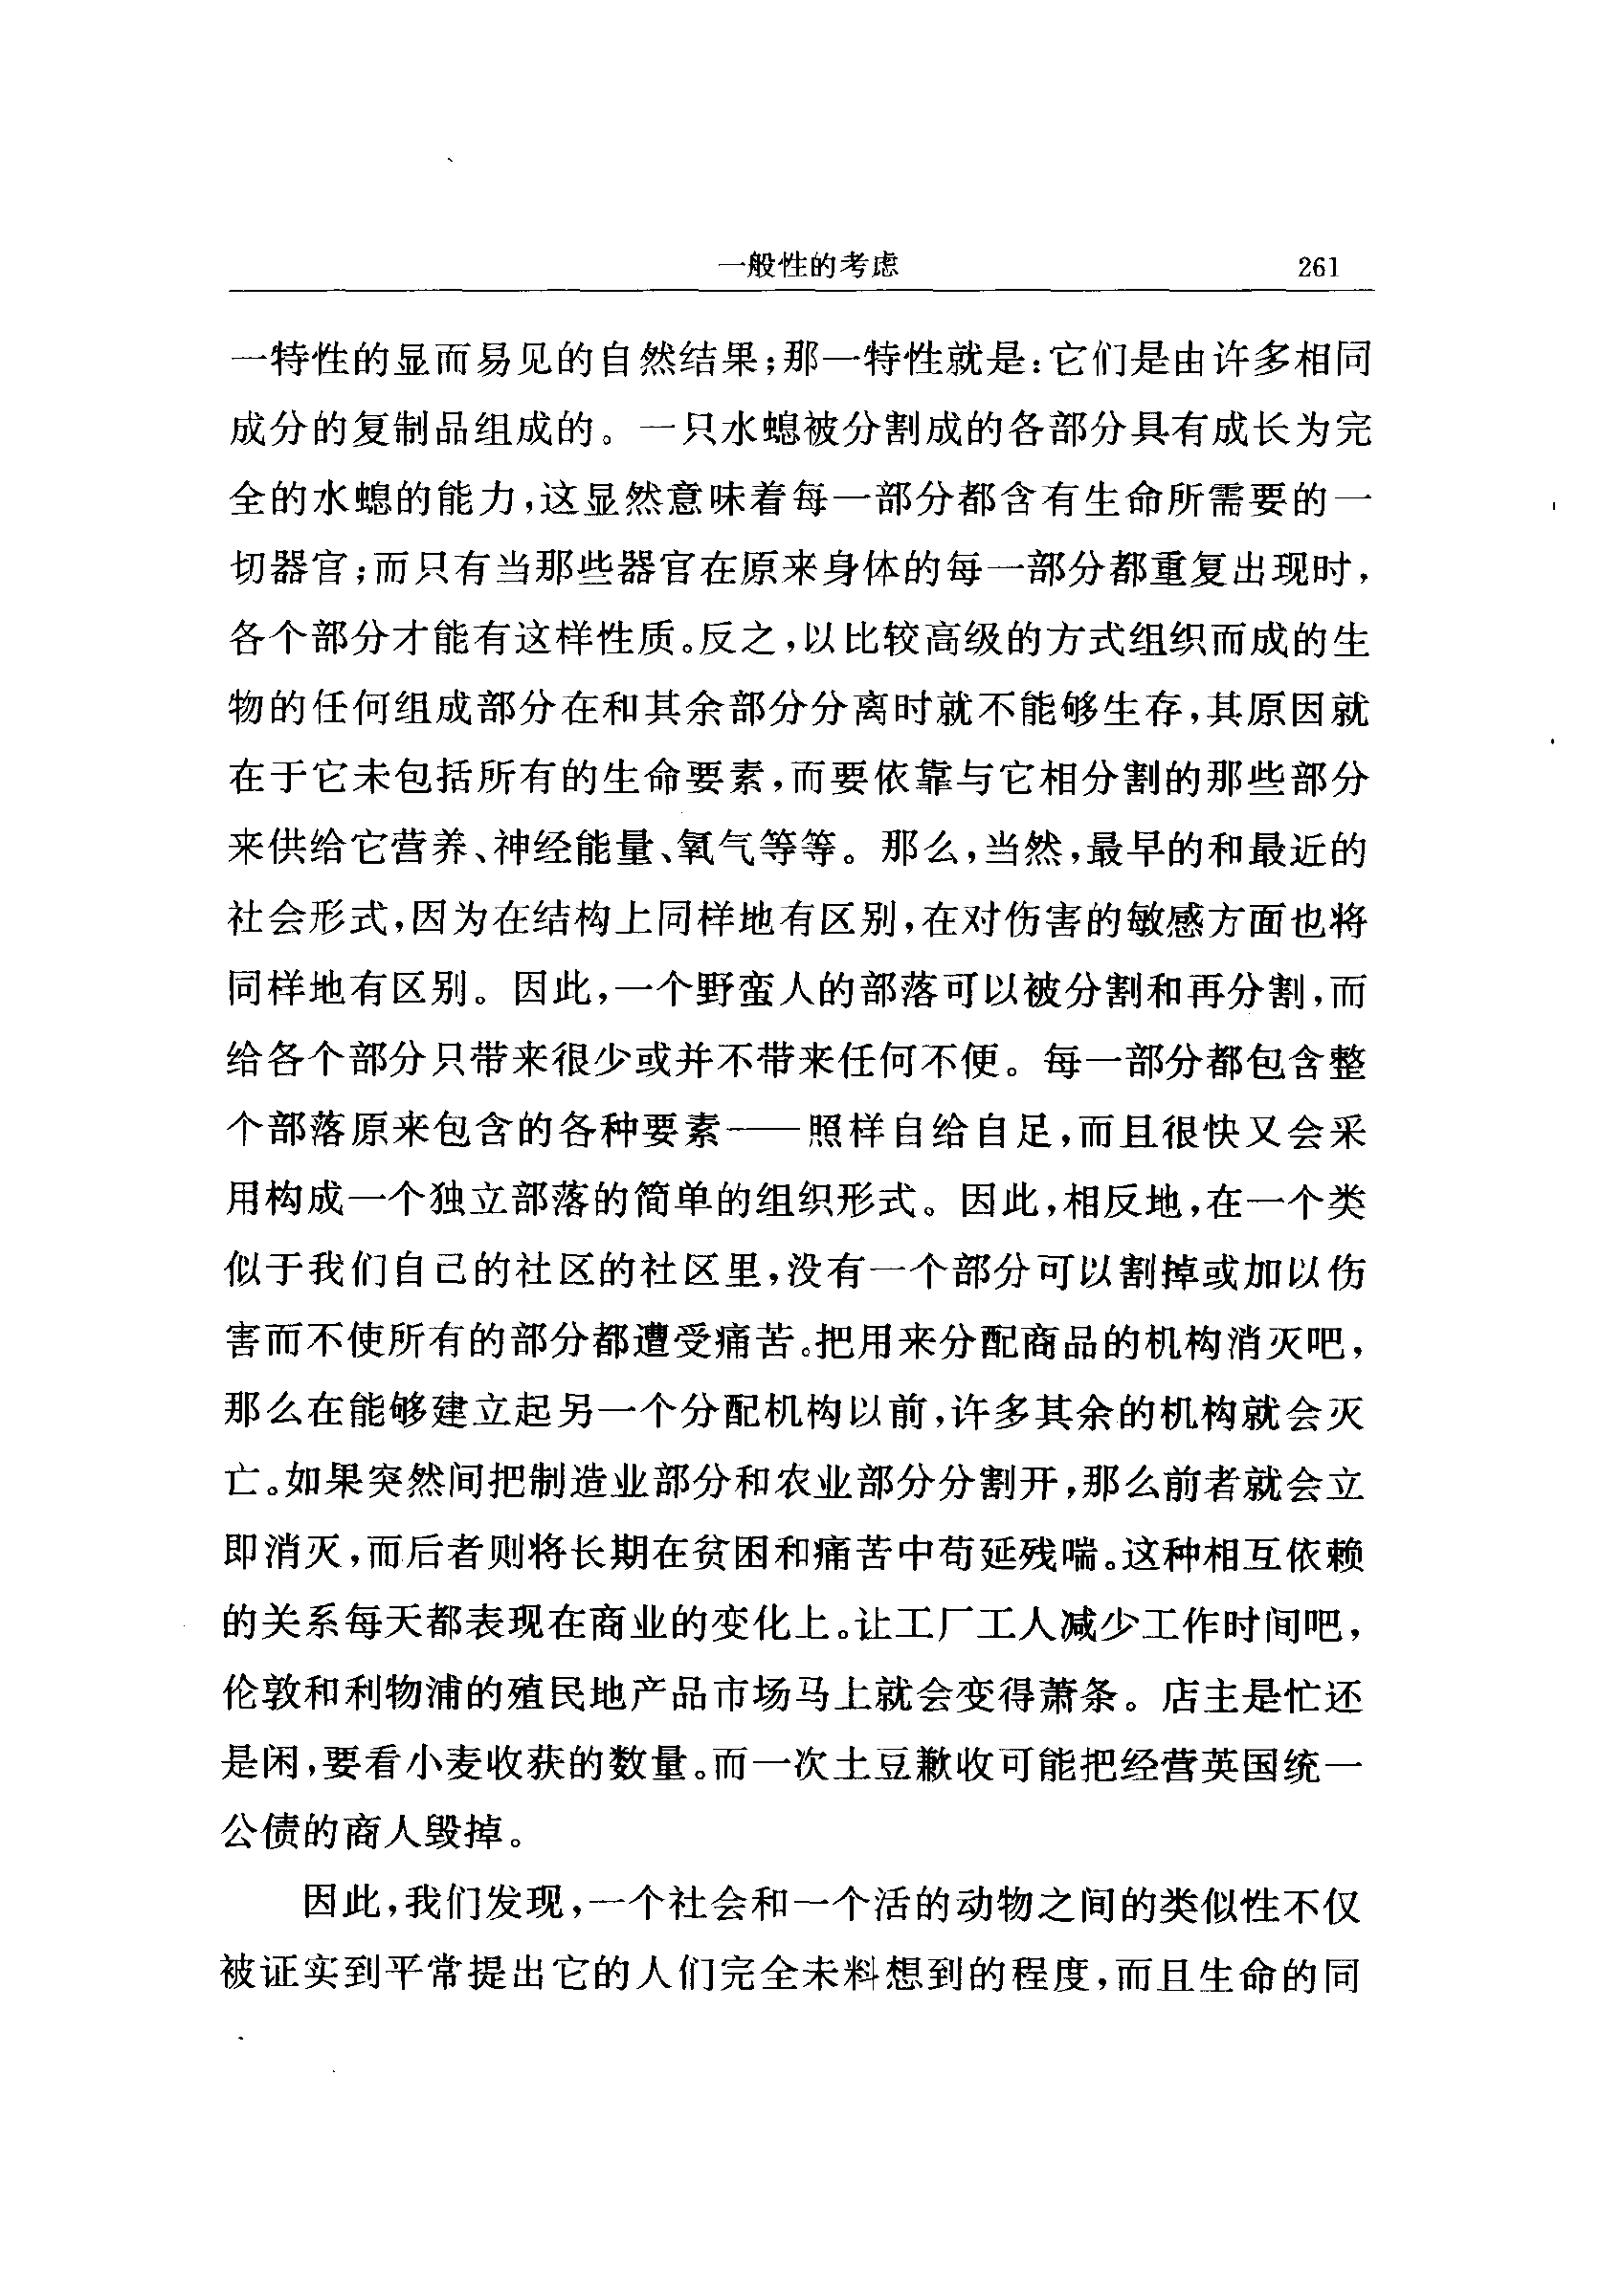 一般性的考虑 261
一特性的显而易见的自然结果；那一特性就是：它们是由许多相同
成分的复制品组成的。一只水螅被分割成的各部分具有成长为完
全的水螅的能力，这显然意味着每一部分都含有生命所需要的一
切器官；而只有当那些器官在原来身体的每一部分都重复出现时，
各个部分才能有这样性质。反之，以比较高级的方式组织而成的生
物的任何组成部分在和其余部分分离时就不能够生存，其原因就
在于它未包括所有的生命要素，而要依靠与它相分割的那些部分
来供给它营养、神经能量、氧气等等。那么，当然，最早的和最近的
社会形式，因为在结构上同样地有区别，在对伤害的敏感方面也将
同样地有区别。因此，一个野蛮人的部落可以被分割和再分割，而
给各个部分只带来很少或并不带来任何不便。每一部分都包含整
个部落原来包含的各种要素——照样自给自足，而且很快又会采
用构成一个独立部落的简单的组织形式。因此，相反地，在一个类
似于我们自己的社区的社区里，没有一个部分可以割掉或加以伤
害而不使所有的部分都遭受痛苦。把用来分配商品的机构消灭吧，
那么在能够建立起另一个分配机构以前，许多其余的机构就会灭
亡。如果突然间把制造业部分和农业部分分割开，那么前者就会立
即消灭，而后者则将长期在贫困和痛苦中苟延残喘。这种相互依赖
的关系每天都表现在商业的变化上。让工厂工人减少工作时间吧，
伦敦和利物浦的殖民地产品市场马上就会变得萧条。店主是忙还
是闲，要看小麦收获的数量。而一次土豆歉收可能把经营英国统一
公债的商人毁掉。
因此，我们发现，一个社会和一个活的动物之间的类似性不仅
被证实到平常提出它的人们完全未料想到的程度，而且生命的同